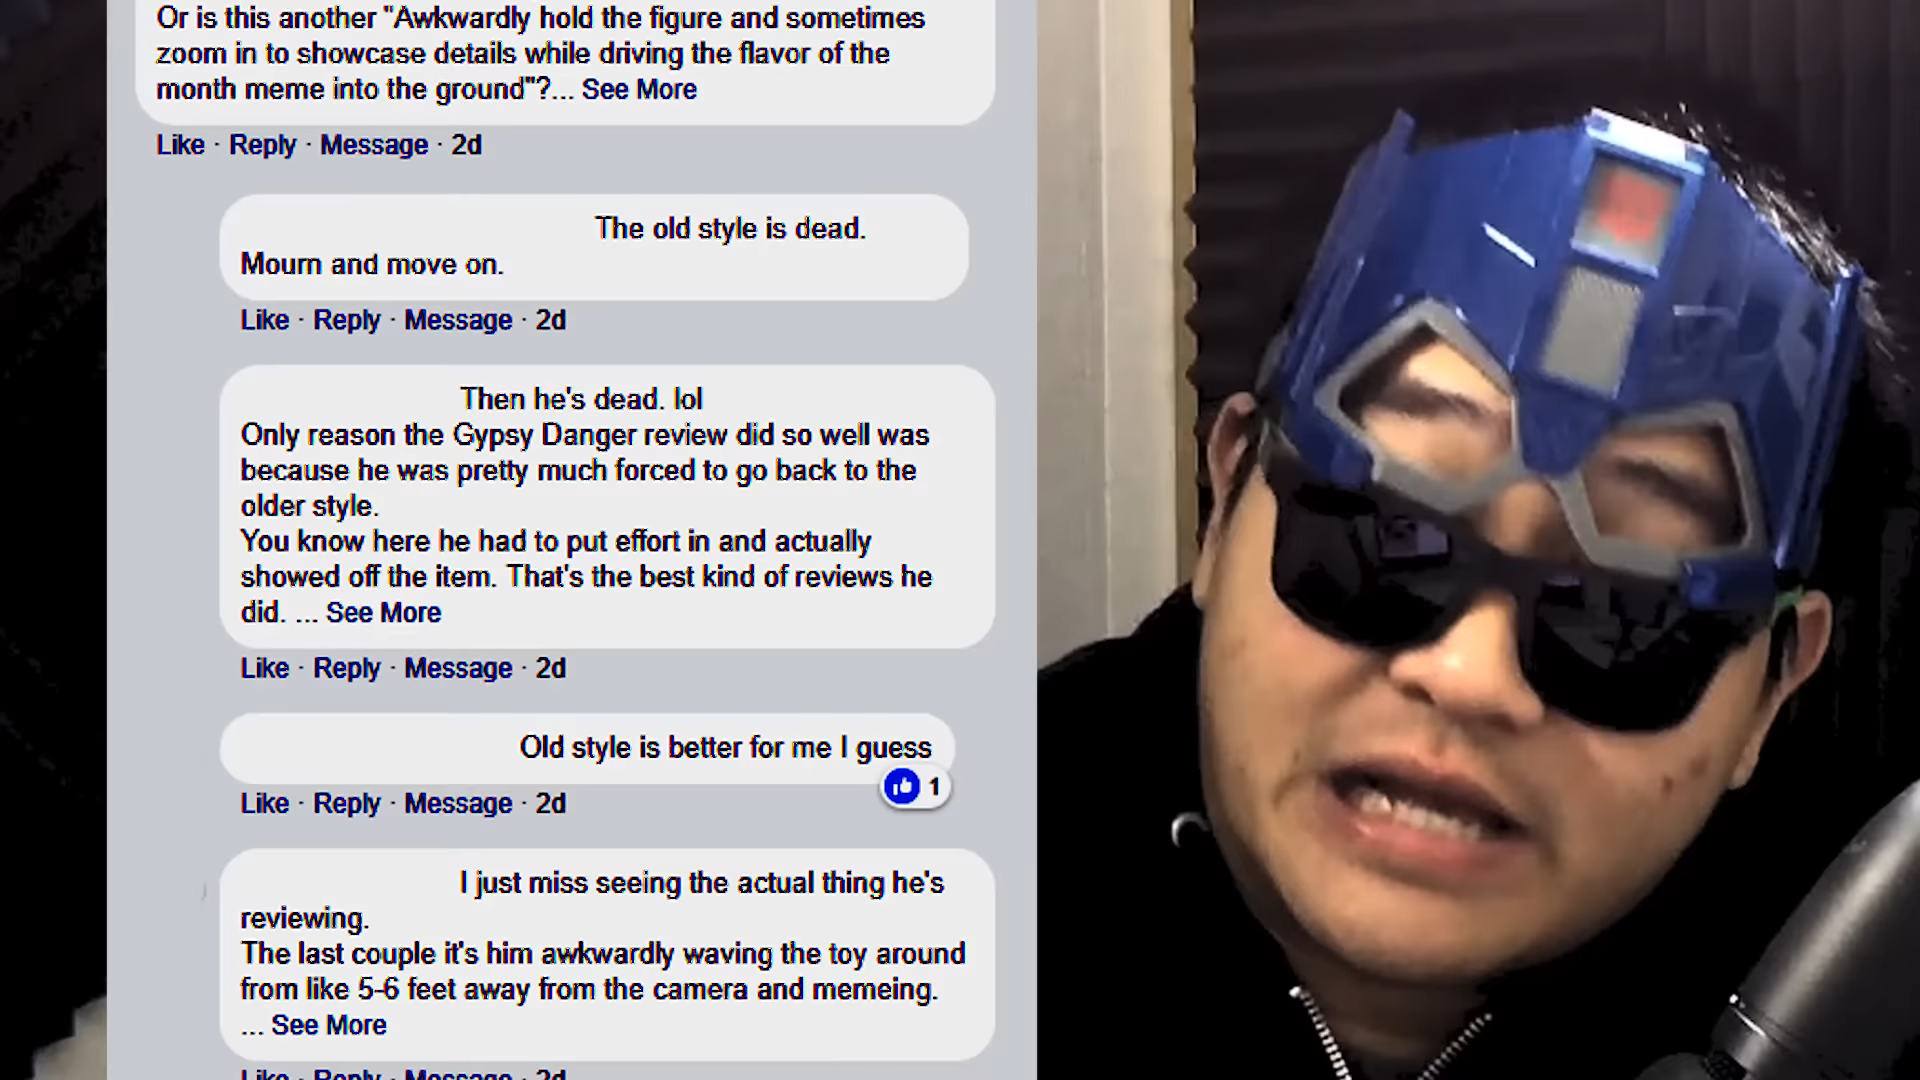 Or is this another "Awkwardly hold the figure and sometimes
zoom in to showcase details while driving the flavor of the
month meme into the ground"?... See More
Like · Reply · Message · 2d
The old style is dead.
Mourn and move on.
Like · Reply · Message · 2d
Then he's dead. lol
Only reason the Gypsy Danger review did so well was
because he was pretty much forced to go back to the
older style.
You know here he had to put effort in and actually
showed off the item. That's the best kind of reviews he
did. ... See More
Like · Reply · Message · 2d
Old style is better for me I guess
1
Like · Reply · Message · 2d
I just miss seeing the actual thing he's
reviewing.
The last couple it's him awkwardly waving the toy around
from like 5-6 feet away from the camera and memeing.
... See More
Like · Reply · Message · 2d